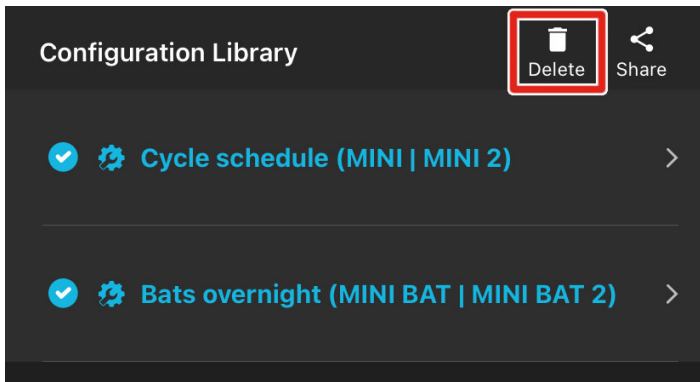 Configuration Library
Delete
Share
Cycle schedule (MINI | MINI 2)
Bats overnight (MINI BAT | MINI BAT 2)